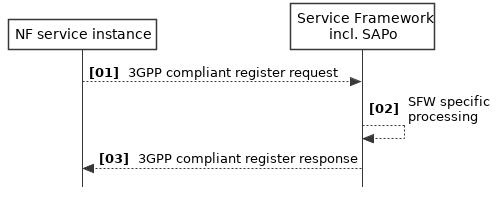 NF service instance
Service Framework
incl. SAPo
[01] 3GPP compliant register request
[02] SFW specific
processing
[03] 3GPP compliant register response